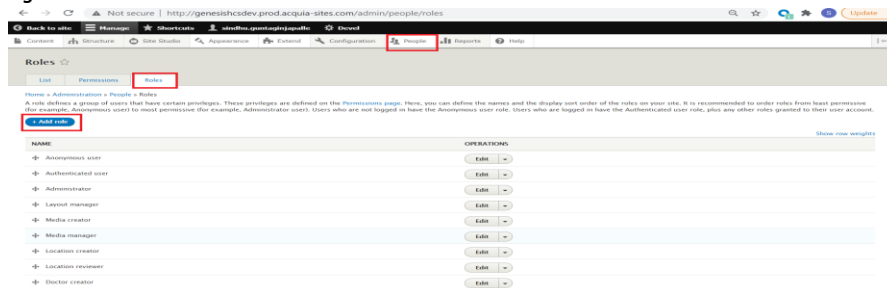 Not secure | http://genesishcsdev.prod.acquia-sites.com/admin/people/roles
S Update
Back to site Manage Shortcuts sindhu.guntaginjapalle Devel
Content Structure Site Studio Appearance Extend Configuration People Reports Help
Roles
List Permissions Roles
Home » Administration » People » Roles
A role defines a group of users that have certain privileges. These privileges are defined on the Permissions page. Here, you can define the names and the display sort order of the roles on your site. It is recommended to order roles from least permissive
(for example, Anonymous user) to most permissive (for example, Administrator user). Users who are not logged in have the Anonymous user role. Users who are logged in have the Authenticated user role, plus any other roles granted to their user account.
+ Add role
Show row weights
NAME OPERATIONS
Anonymous user Edit
Authenticated user Edit
Administrator Edit
Layout manager Edit
Media creator Edit
Media manager Edit
Location creator Edit
Location reviewer Edit
Doctor creator Edit